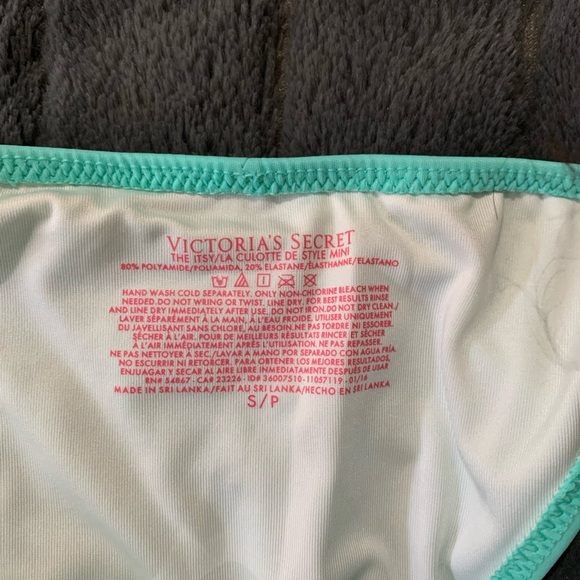 VICTORIA'S SECRET
THE ITSY/LA CULOTTE DE STYLE MINI
80% POLYAMIDE/POLIAMIDA, 20% ELASTANE/ÉLASTHANNE/ELASTANO
HAND WASH COLD SEPARATELY. ONLY NON-CHLORINE BLEACH WHEN
NEEDED. DO NOT WRING OR TWIST. LINE DRY. FOR BEST RESULTS RINSE
AND LINE DRY IMMEDIATELY AFTER USE. DO NOT IRON. DO NOT DRY CLEAN./
LAVER SÉPARÉMENT À LA MAIN, À L'EAU FROIDE. UTILISER UNIQUEMENT
DU JAVELLISANT SANS CHLORE, AU BESOIN. NE PAS TORDRE NI ESSORER.
SÉCHER À L'AIR. POUR DE MEILLEURS RÉSULTATS RINCER ET SÉCHER
À L'AIR IMMÉDIATEMENT APRÈS UTILISATION. NE PAS REPASSER.
NE PAS NETTOYER À SEC./LAVAR A MANO POR SEPARADO CON AGUA FRÍA.
NO ESCURRIR NI RETORCER. PARA OBTENER LOS MEJORES RESULTADOS,
ENJUAGAR Y SECAR AL AIRE LIBRE INMEDIATAMENTE DESPUÉS DE USAR
RN# 54867 - CA# 23226 - ID# 36007510 - 11057119 - 01/16
MADE IN SRI LANKA/FAIT AU SRI LANKA/HECHO EN SRI LANKA
S/P